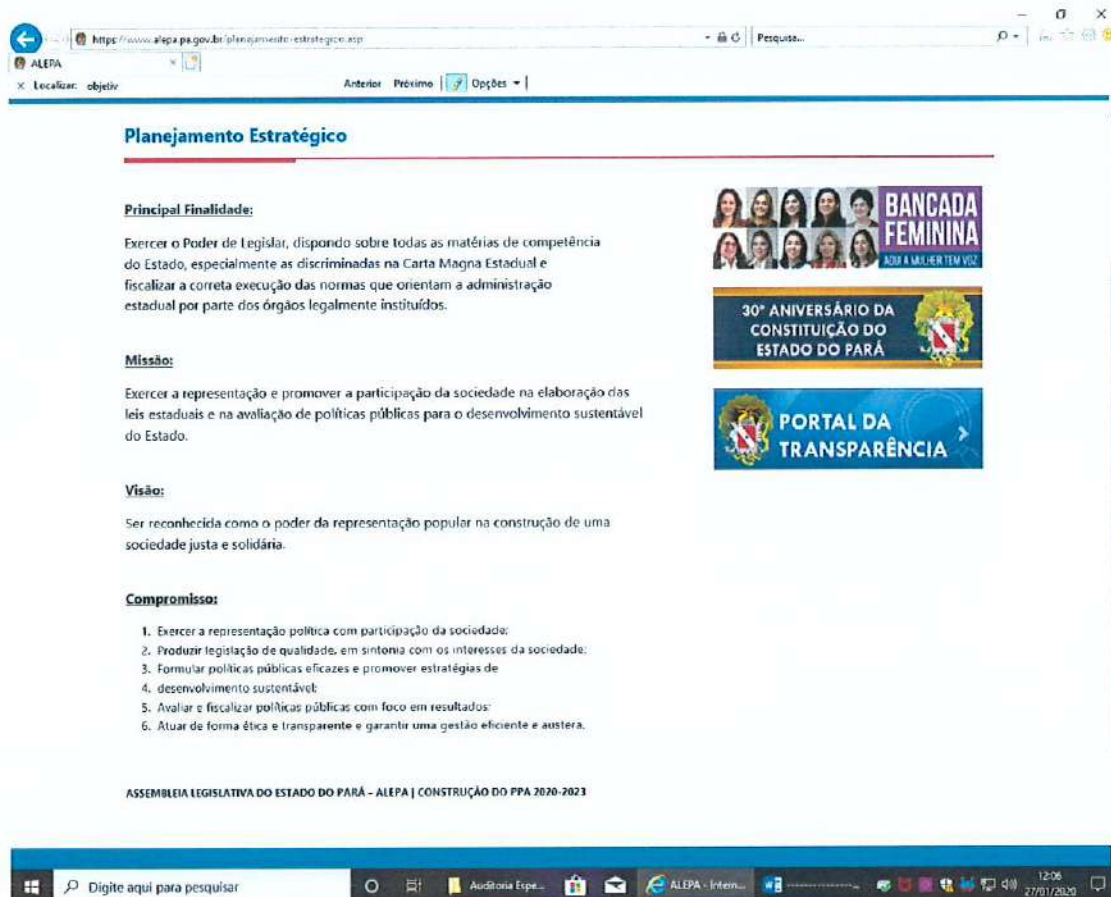 https://www.alepa.pa.gov.br/planejamento-estrategico.asp
Pesquisa...
ALEPA
× Localizar: objetiv
Anterior Próximo
Opções
Planejamento Estratégico
Principal Finalidade:
Exercer o Poder de Legislar, dispondo sobre todas as matérias de competência
do Estado, especialmente as discriminadas na Carta Magna Estadual e
fiscalizar a correta execução das normas que orientam a administração
estadual por parte dos órgãos legalmente instituídos.
Missão:
Exercer a representação e promover a participação da sociedade na elaboração das
leis estaduais e na avaliação de políticas públicas para o desenvolvimento sustentável
do Estado.
Visão:
Ser reconhecida como o poder da representação popular na construção de uma
sociedade justa e solidária.
Compromisso:
1. Exercer a representação política com participação da sociedade;
2. Produzir legislação de qualidade, em sintonia com os interesses da sociedade;
3. Formular políticas públicas eficazes e promover estratégias de
4. desenvolvimento sustentável;
5. Avaliar e fiscalizar políticas públicas com foco em resultados;
6. Atuar de forma ética e transparente e garantir uma gestão eficiente e austera.
ASSEMBLEIA LEGISLATIVA DO ESTADO DO PARÁ – ALEPA | CONSTRUÇÃO DO PPA 2020-2023
BANCADA
FEMININA
AQUI A MULHER TEM VOZ
30° ANIVERSÁRIO DA
CONSTITUIÇÃO DO
ESTADO DO PARÁ
PORTAL DA
TRANSPARÊNCIA
Digite aqui para pesquisar
Auditoria Espe...
ALEPA - Intern...
12:06
27/01/2020